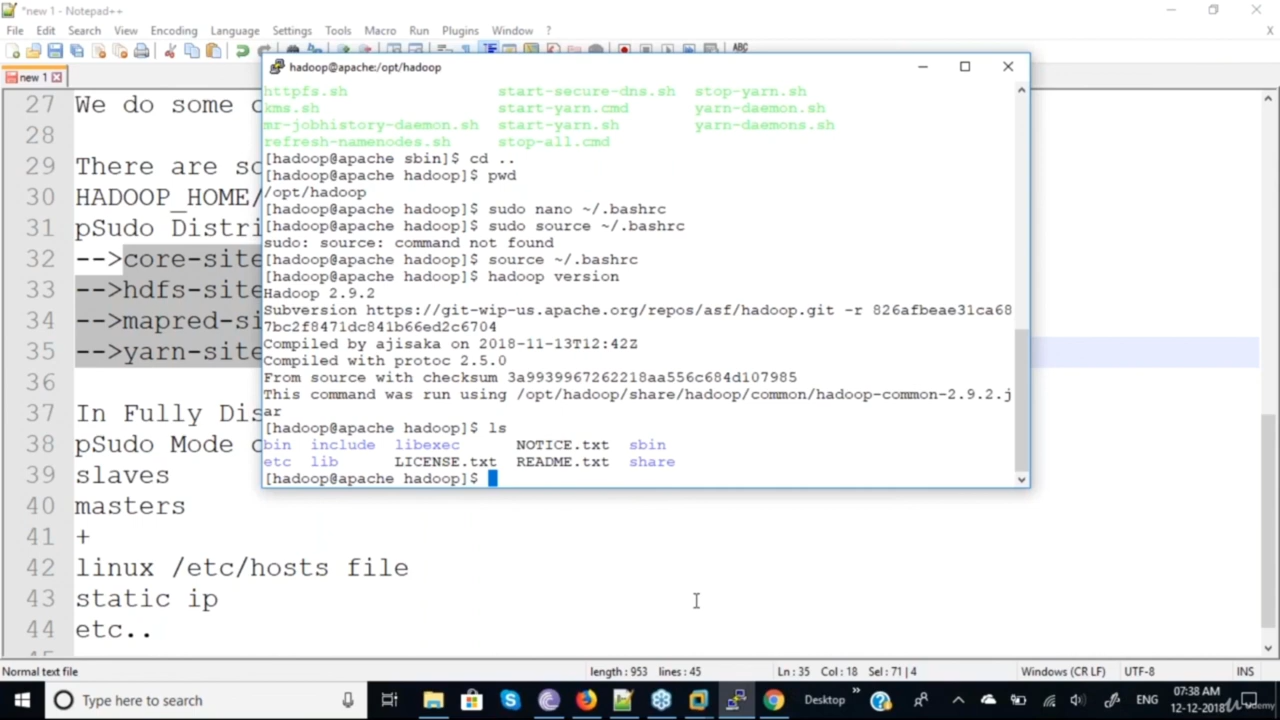 *new 1 - Notepad++
File Edit Search View Encoding Language Settings Tools Macro Run Plugins Window ?
X
ABC
new 1
27 We do some c
28
29 There are so
30 HADOOP_HOME/
31 pSudo Distri
32 -->core-site
33 -->hdfs-site
34 -->mapred-si
35 -->yarn-site
36
37 In Fully Dis
38 pSudo Mode c
39 slaves
40 masters
41 +
42 linux /etc/hosts file
43 static ip
44 etc..
hadoop@apache:/opt/hadoop
httpfs.sh start-secure-dns.sh stop-yarn.sh
kms.sh start-yarn.cmd yarn-daemon.sh
mr-jobhistory-daemon.sh start-yarn.sh yarn-daemons.sh
refresh-namenodes.sh stop-all.cmd
[hadoop@apache sbin]$ cd ..
[hadoop@apache hadoop]$ pwd
/opt/hadoop
[hadoop@apache hadoop]$ sudo nano ~/.bashrc
[hadoop@apache hadoop]$ sudo source ~/.bashrc
sudo: source: command not found
[hadoop@apache hadoop]$ source ~/.bashrc
[hadoop@apache hadoop]$ hadoop version
Hadoop 2.9.2
Subversion https://git-wip-us.apache.org/repos/asf/hadoop.git -r 826afbeae31ca68
7bc2f8471dc841b66ed2c6704
Compiled by ajisaka on 2018-11-13T12:42Z
Compiled with protoc 2.5.0
From source with checksum 3a9939967262218aa556c684d107985
This command was run using /opt/hadoop/share/hadoop/common/hadoop-common-2.9.2.j
ar
[hadoop@apache hadoop]$ ls
bin include libexec NOTICE.txt sbin
etc lib LICENSE.txt README.txt share
[hadoop@apache hadoop]$
Normal text file length : 953 lines : 45 Ln : 35 Col : 18 Sel : 71 | 4 Windows (CR LF) UTF-8 INS
Type here to search Desktop ENG 07:38 AM
12-12-2018 Udemy